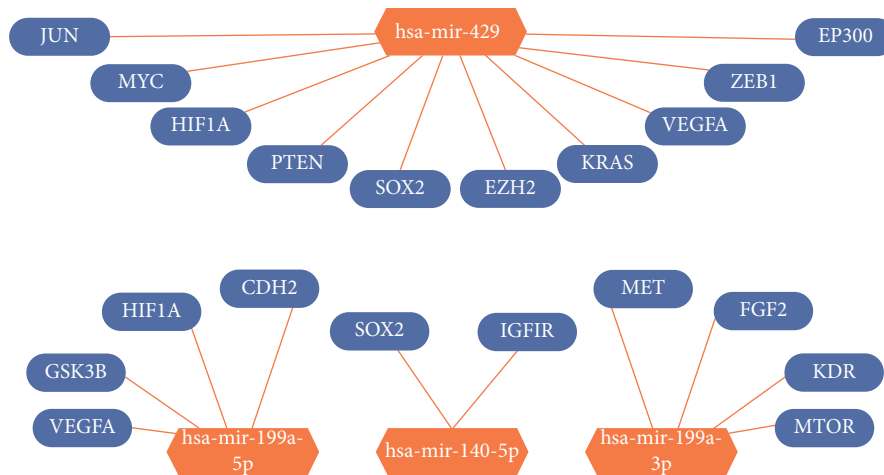 hsa-mir-429
JUN
EP300
MYC
ZEB1
HIF1A
VEGFA
PTEN
KRAS
SOX2
EZH2
CDH2
MET
HIF1A
FGF2
SOX2
IGFIR
GSK3B
KDR
VEGFA
MTOR
hsa-mir-199a-
5p
hsa-mir-140-5p
hsa-mir-199a-
3p